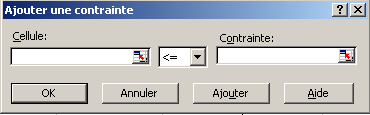 Ajouter une contrainte
Cellule: Contrainte:
<=
OK Annuler Ajouter Aide